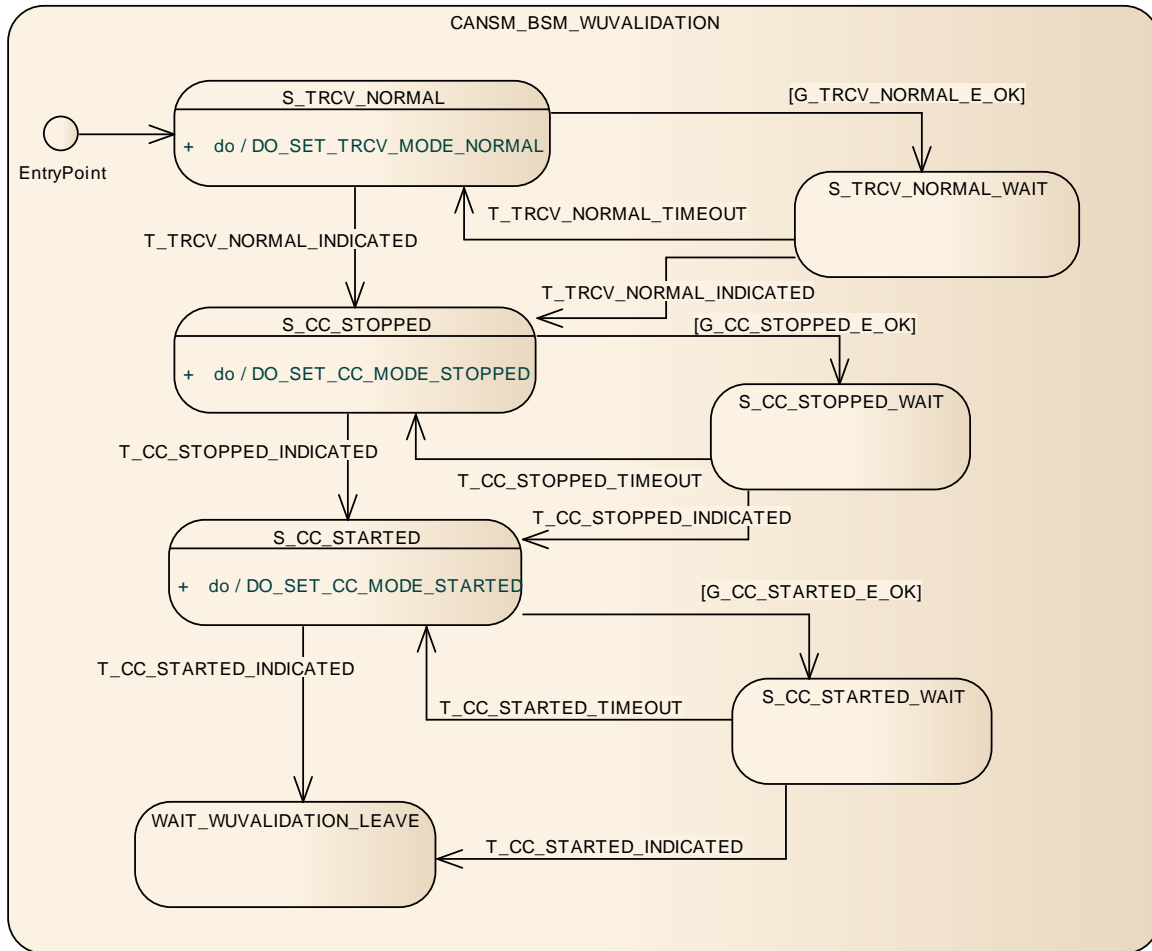 CANSM_BSM_WUVALIDATION
S_TRCV_NORMAL
[G_TRCV_NORMAL_E_OK]
+ do / DO_SET_TRCV_MODE_NORMAL
EntryPoint
S_TRCV_NORMAL_WAIT
T_TRCV_NORMAL_TIMEOUT
T_TRCV_NORMAL_INDICATED
T_TRCV_NORMAL_INDICATED
S_CC_STOPPED
[G_CC_STOPPED_E_OK]
+ do / DO_SET_CC_MODE_STOPPED
S_CC_STOPPED_WAIT
T_CC_STOPPED_INDICATED
T_CC_STOPPED_TIMEOUT
T_CC_STOPPED_INDICATED
S_CC_STARTED
+ do / DO_SET_CC_MODE_STARTED
[G_CC_STARTED_E_OK]
T_CC_STARTED_INDICATED
S_CC_STARTED_WAIT
T_CC_STARTED_TIMEOUT
WAIT_WUVALIDATION_LEAVE
T_CC_STARTED_INDICATED